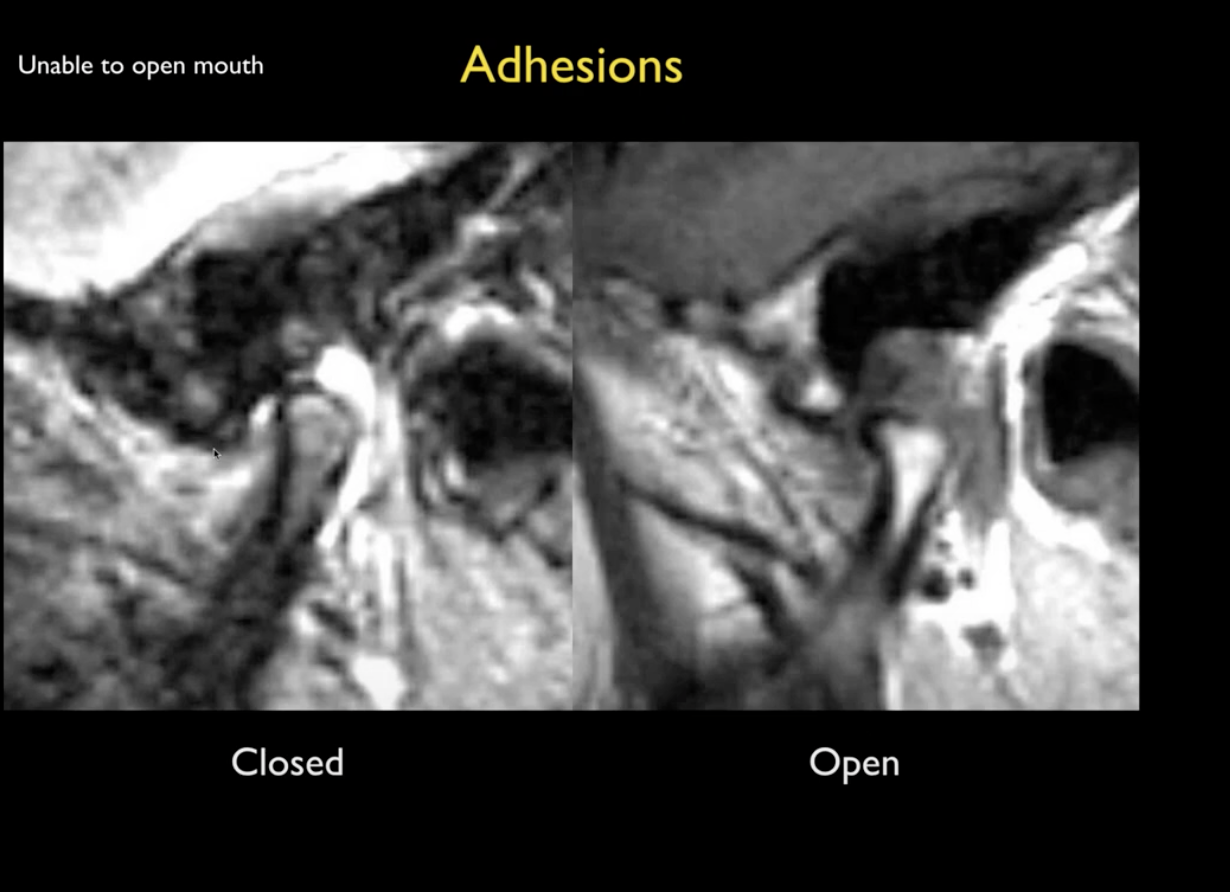 Unable to open mouth
Adhesions
Closed
Open